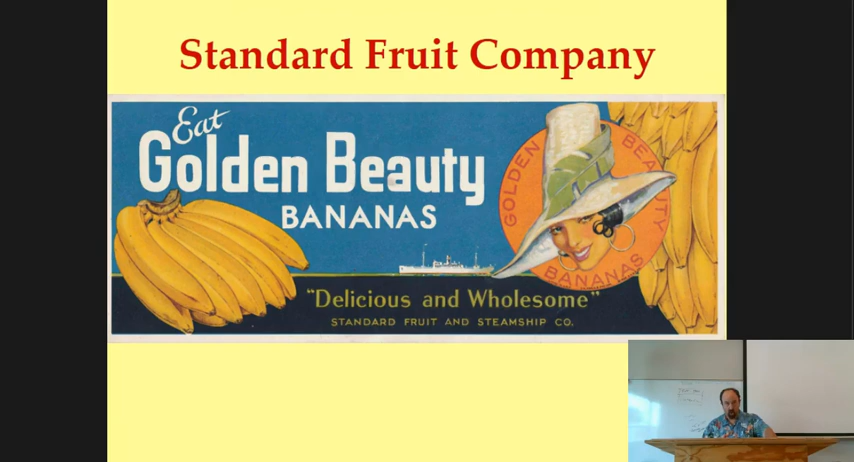 Standard Fruit Company
Eat
Golden Beauty
BANANAS
GOLDEN BEAUTY
BANANAS
"Delicious and Wholesome"
STANDARD FRUIT AND STEAMSHIP CO.